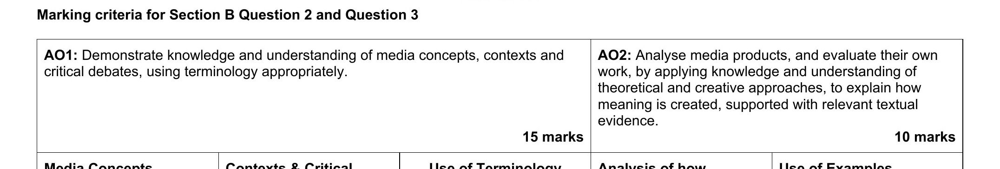 Marking criteria for Section B Question 2 and Question 3
AO1: Demonstrate knowledge and understanding of media concepts, contexts and
critical debates, using terminology appropriately.
15 marks
AO2: Analyse media products, and evaluate their own
work, by applying knowledge and understanding of
theoretical and creative approaches, to explain how
meaning is created, supported with relevant textual
evidence.
10 marks
Media Concepts
Contexts & Critical
Use of Terminology
Analysis of how
Use of Examples